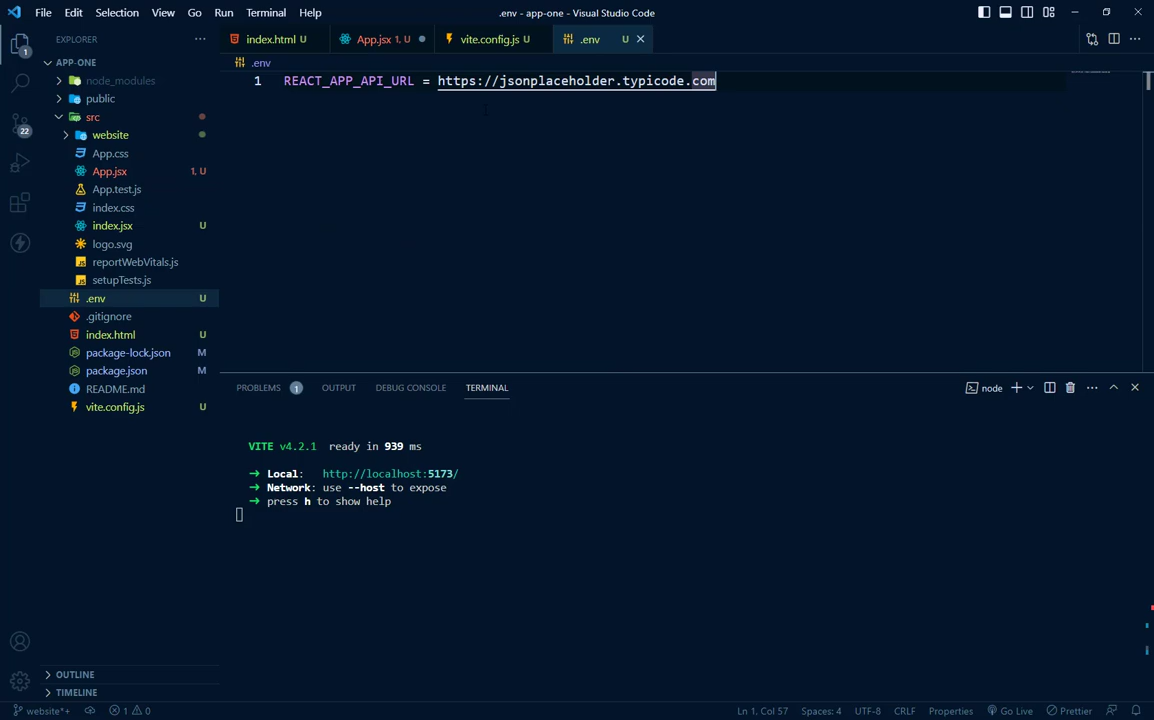 File Edit Selection View Go Run Terminal Help
.env - app-one - Visual Studio Code
EXPLORER
index.html U
App.jsx 1, U
vite.config.js U
.env U
1
22
APP-ONE
node_modules
public
src
website
App.css
App.jsx 1, U
App.test.js
index.css
index.jsx U
logo.svg
reportWebVitals.js
setupTests.js
.env U
.gitignore
index.html U
package-lock.json M
package.json M
README.md
vite.config.js U
OUTLINE
TIMELINE
.env
1 REACT_APP_API_URL = https://jsonplaceholder.typicode.com
PROBLEMS 1 OUTPUT DEBUG CONSOLE TERMINAL
node
VITE v4.2.1 ready in 939 ms
➜ Local: http://localhost:5173/
➜ Network: use --host to expose
➜ press h to show help
website*+ 1 0
Ln 1, Col 57 Spaces: 4 UTF-8 CRLF Properties Go Live Prettier